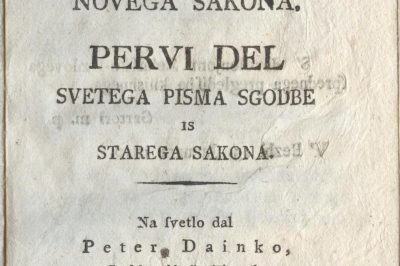 NOVEGA SAKONA.
PERVI DEL
SVETEGA PISMA SGODBE
IS
STAREGA SAKONA.
Na ſvetlo dal
Peter Dainko,